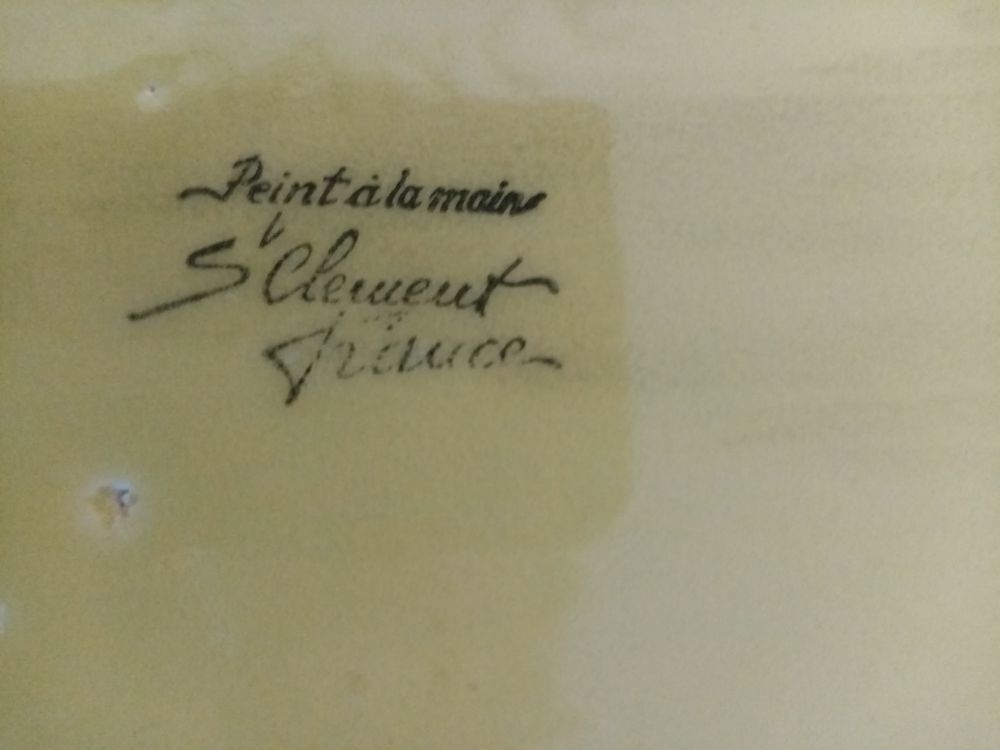 Peint à la main
St Clement
France